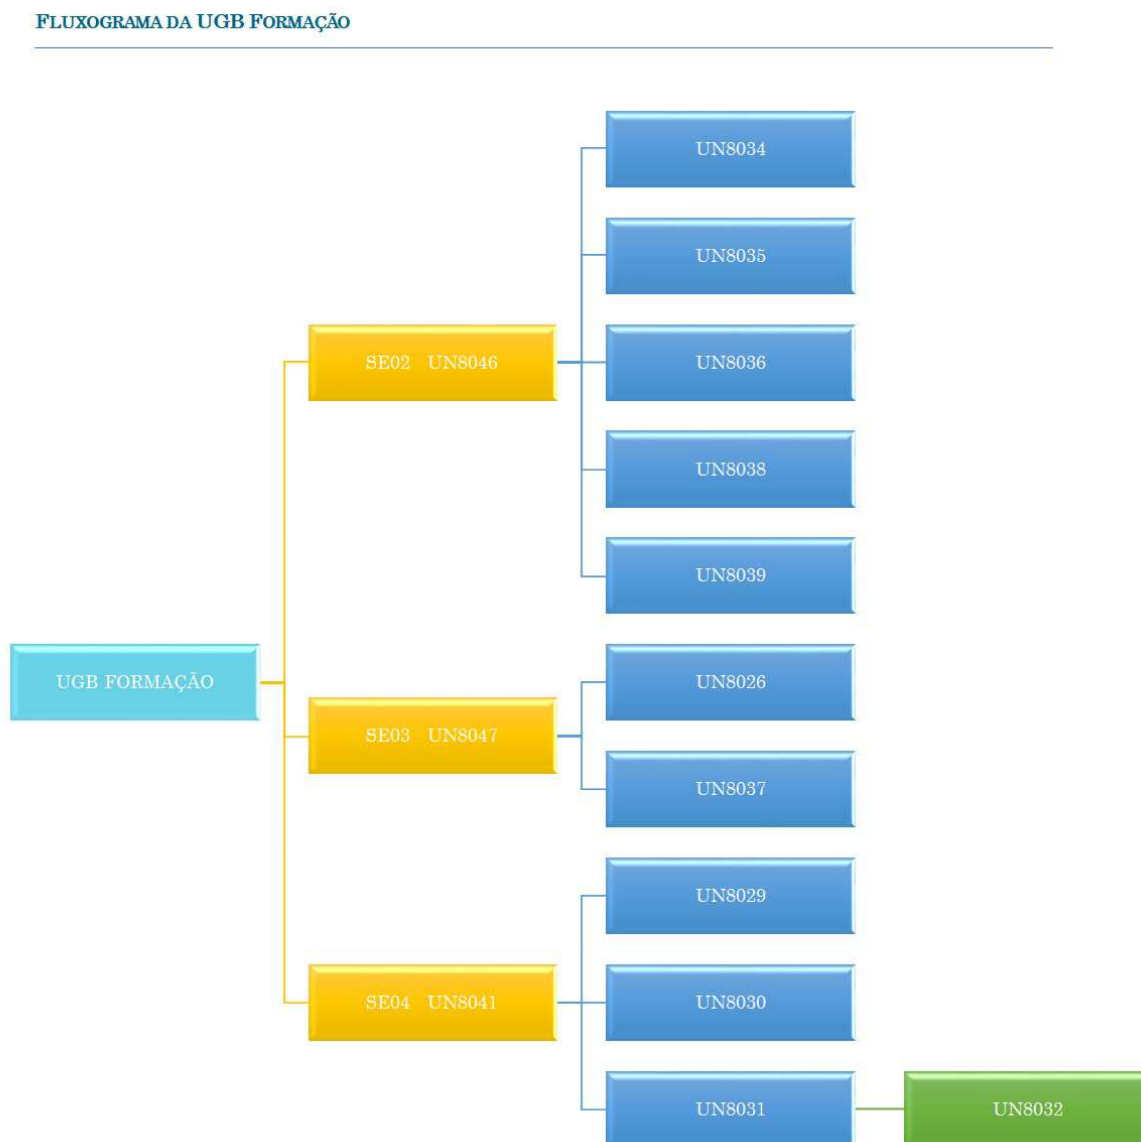 FLUXOGRAMA DA UGB FORMAÇÃO
UN8034
UN8035
SE02 UN8046
UN8036
UN8038
UN8039
UGB FORMAÇÃO
UN8026
SE03 UN8047
UN8037
UN8029
SE04 UN8041
UN8030
UN8031
UN8032